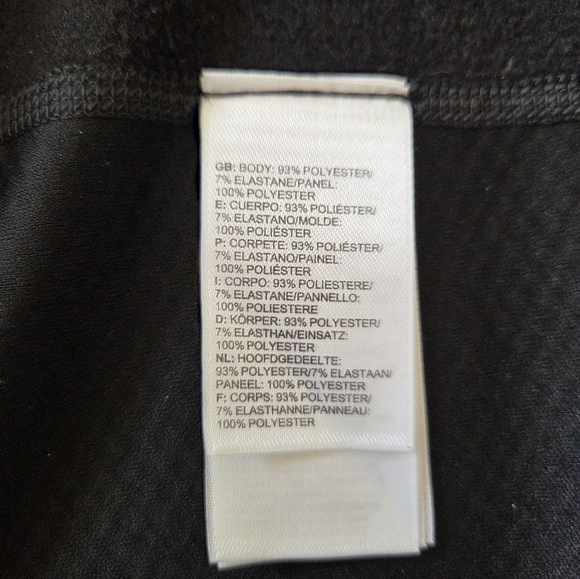 GB: BODY: 93% POLYESTER/
7% ELASTANE/PANEL:
100% POLYESTER
E: CUERPO: 93% POLIÉSTER/
7% ELASTANO/MOLDE:
100% POLIÉSTER
P: CORPETE: 93% POLIÉSTER/
7% ELASTANO/PAINEL:
100% POLIÉSTER
I: CORPO: 93% POLIESTERE/
7% ELASTANE/PANNELLO:
100% POLIESTERE
D: KÖRPER: 93% POLYESTER/
7% ELASTHAN/EINSATZ:
100% POLYESTER
NL: HOOFDGEDEELTE:
93% POLYESTER/7% ELASTAAN/
PANEEL: 100% POLYESTER
F: CORPS: 93% POLYESTER/
7% ELASTHANNE/PANNEAU:
100% POLYESTER